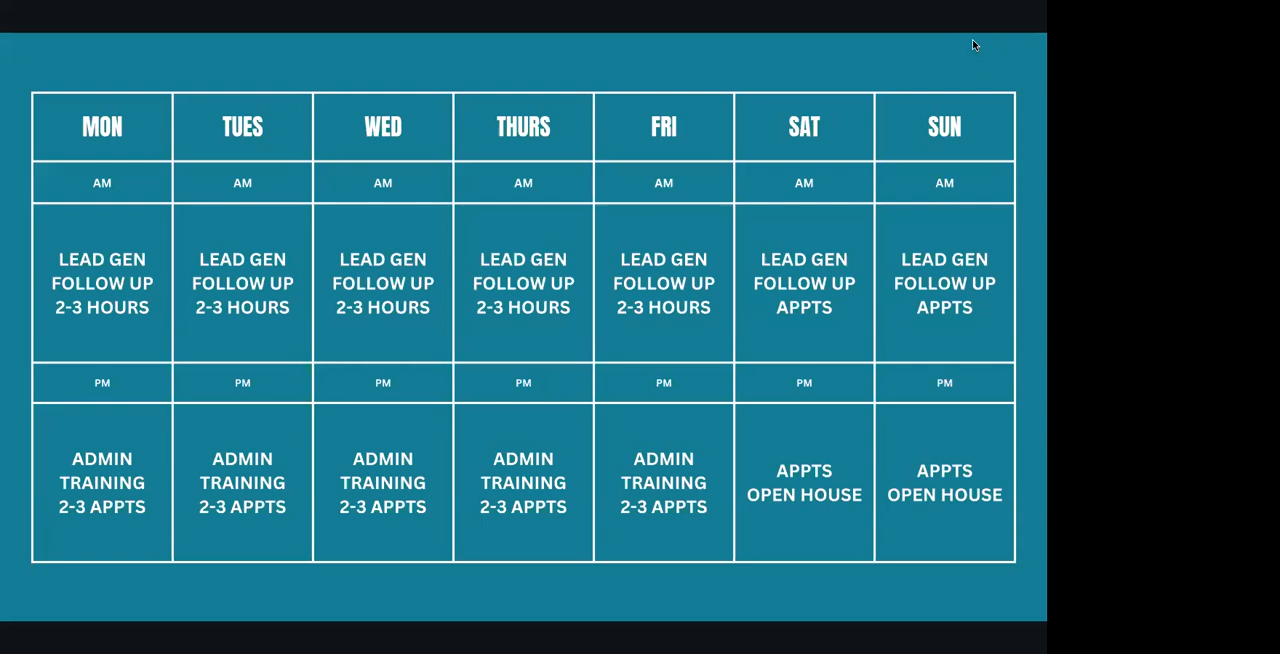 MON TUES WED THURS FRI SAT SUN
AM AM AM AM AM AM AM
LEAD GEN LEAD GEN LEAD GEN LEAD GEN LEAD GEN LEAD GEN LEAD GEN
FOLLOW UP FOLLOW UP FOLLOW UP FOLLOW UP FOLLOW UP FOLLOW UP FOLLOW UP
2-3 HOURS 2-3 HOURS 2-3 HOURS 2-3 HOURS 2-3 HOURS APPTS APPTS
PM PM PM PM PM PM PM
ADMIN ADMIN ADMIN ADMIN ADMIN
TRAINING TRAINING TRAINING TRAINING TRAINING
2-3 APPTS 2-3 APPTS 2-3 APPTS 2-3 APPTS 2-3 APPTS
APPTS APPTS
OPEN HOUSE OPEN HOUSE